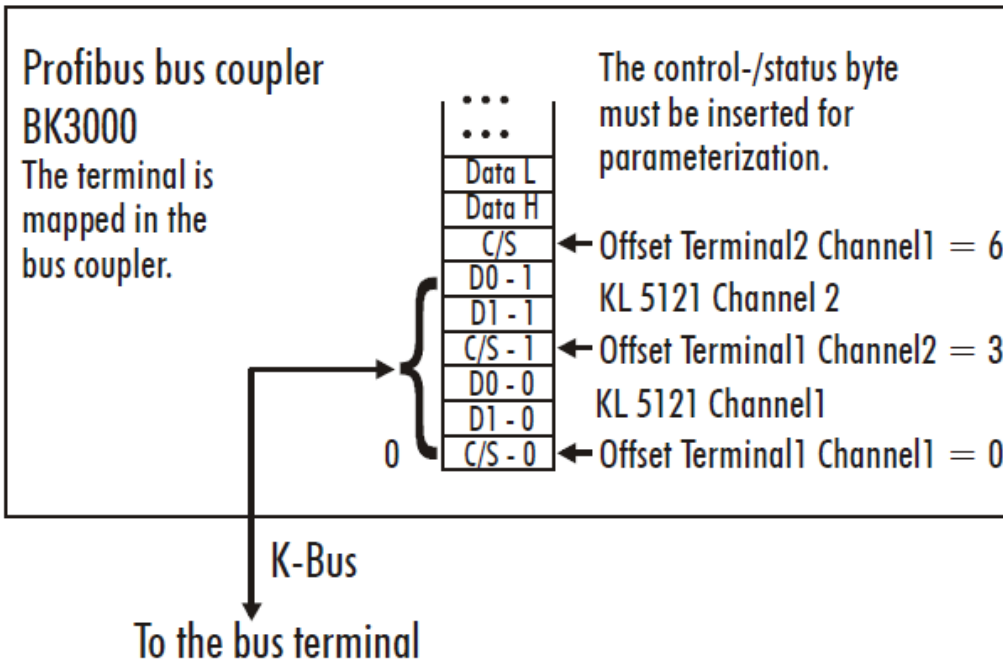 Profibus bus coupler
BK3000
The terminal is
mapped in the
bus coupler.
The control-/status byte
must be inserted for
parameterization.
•••
•••
Data L
Data H
C/S
D0 - 1
D1 - 1
C/S - 1
D0 - 0
D1 - 0
0
C/S - 0
Offset Terminal2 Channel1 = 6
KL 5121 Channel 2
Offset Terminal1 Channel2 = 3
KL 5121 Channel1
Offset Terminal1 Channel1 = 0
K-Bus
To the bus terminal